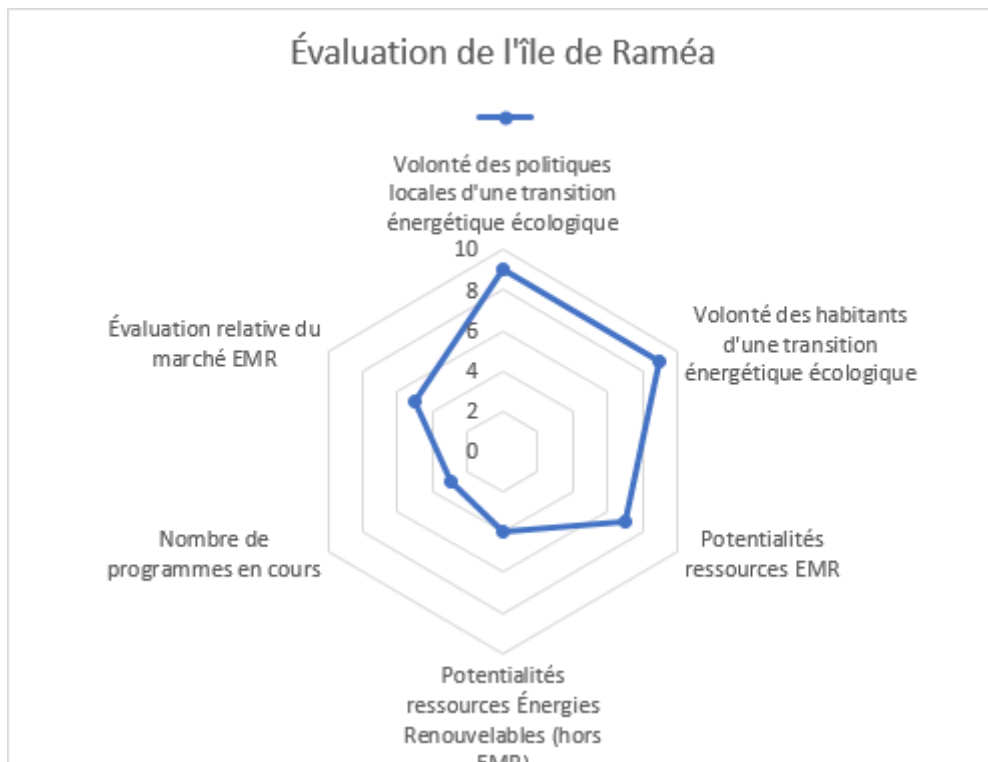 Évaluation de l'île de Raméa
Volonté des politiques
locales d'une transition
énergétique écologique
10
8
6
4
2
0
Volonté des habitants
d'une transition
énergétique écologique
Potentialités
ressources EMR
Potentialités
ressources Énergies
Renouvelables (hors
EMR)
Nombre de
programmes en cours
Évaluation relative du
marché EMR